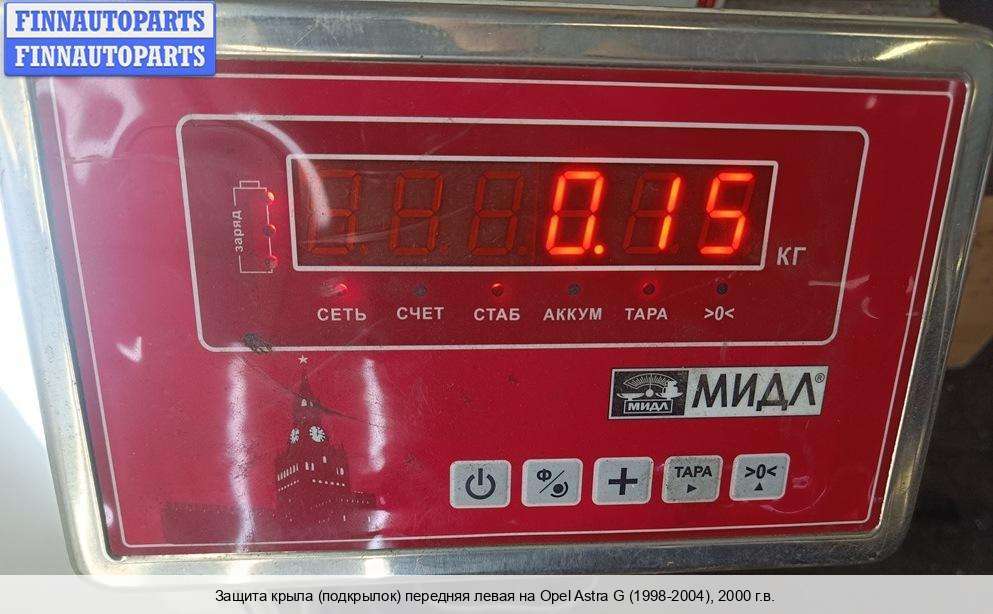 FINNAUTOPARTS
FINNAUTOPARTS
заряд
0.15
КГ
СЕТЬ СЧЕТ СТАБ АККУМ ТАРА >0<
МИДЛ МИДЛ®
Ф/ ТАРА >0<
Защита крыла (подкрылок) передняя левая на Opel Astra G (1998-2004), 2000 г.в.